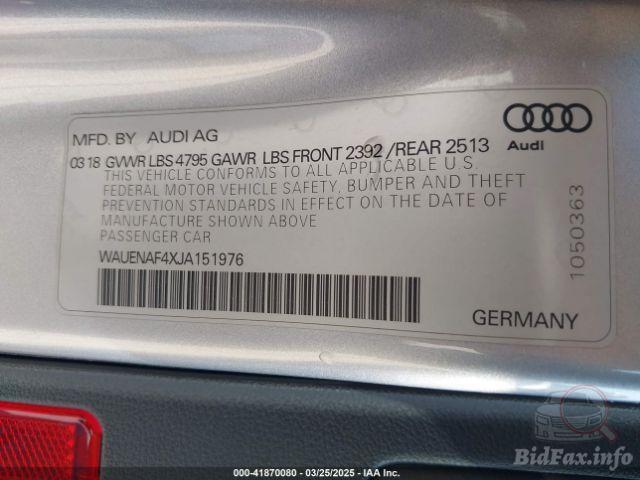 MFD. BY AUDI AG
0318 GVWR LBS 4795 GAWR LBS FRONT 2392 /REAR 2513
THIS VEHICLE CONFORMS TO ALL APPLICABLE U.S.
FEDERAL MOTOR VEHICLE SAFETY, BUMPER AND THEFT
PREVENTION STANDARDS IN EFFECT ON THE DATE OF
MANUFACTURE SHOWN ABOVE
PASSENGER CAR
WAUENAF4XJA151976
Audi
1050363
GERMANY
000-41870080 - 03/25/2025 - IAA Inc.
BidFax.info